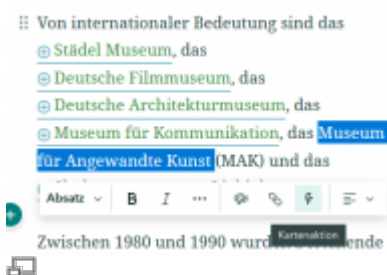 Von internationaler Bedeutung sind das
Städel Museum, das
Deutsche Filmmuseum, das
Deutsche Architekturmuseum, das
Museum für Kommunikation, das Museum
für Angewandte Kunst (MAK) und das
Absatz B I ...
Kartenaktion
Zwischen 1980 und 1990